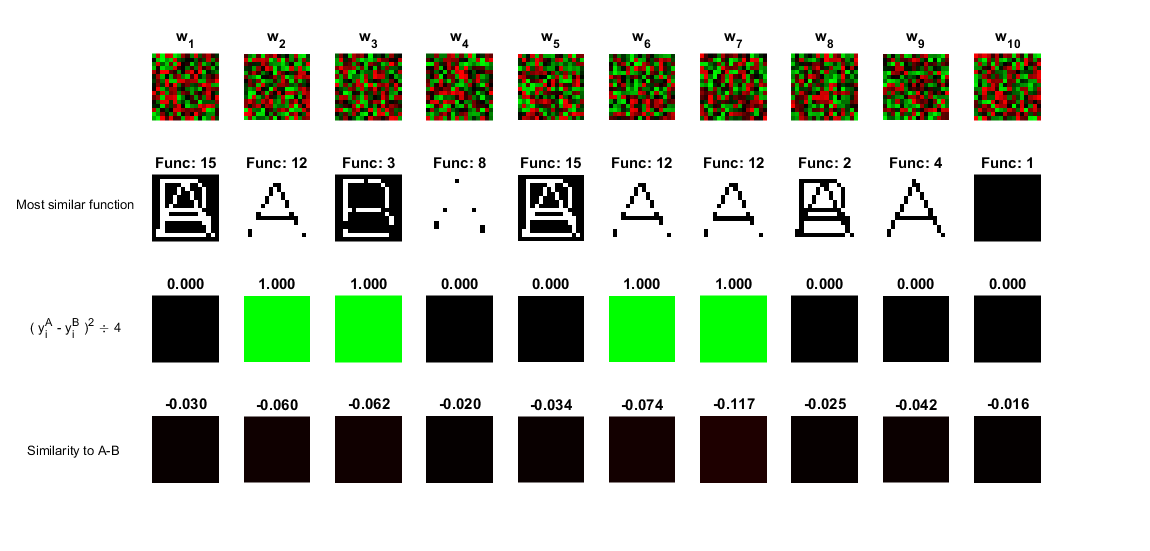 w1 w2 w3 w4 w5 w6 w7 w8 w9 w10
Func: 15 Func: 12 Func: 3 Func: 8 Func: 15 Func: 12 Func: 12 Func: 2 Func: 4 Func: 1
Most similar function
0.000 1.000 1.000 0.000 0.000 1.000 1.000 0.000 0.000 0.000
( y_i^A - y_i^B )^2 ÷ 4
-0.030 -0.060 -0.062 -0.020 -0.034 -0.074 -0.117 -0.025 -0.042 -0.016
Similarity to A-B